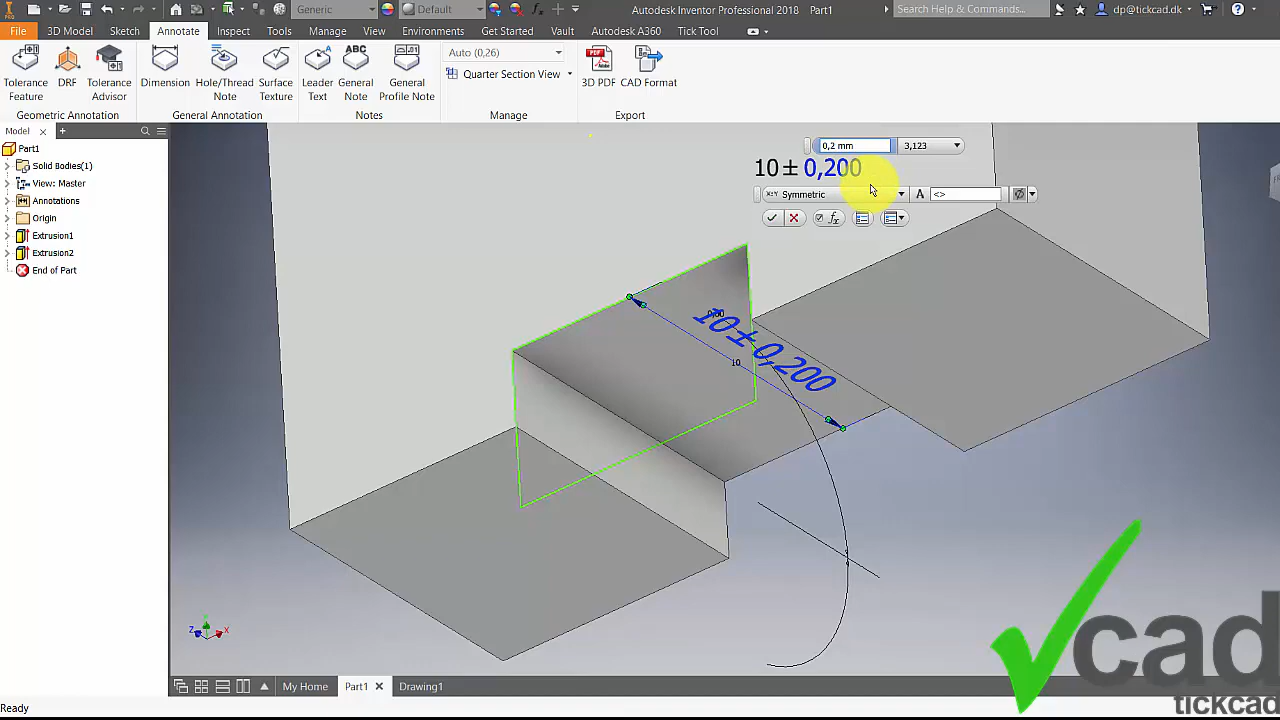 PRO
Generic
Default
fx
Autodesk Inventor Professional 2018 Part1
Search Help & Commands...
dp@tickcad.dk
File 3D Model Sketch Annotate Inspect Tools Manage View Environments Get Started Vault Autodesk A360 Tick Tool
Tolerance Feature
DRF
Tolerance Advisor
Dimension
Hole/Thread Note
Surface Texture
Leader Text
ABC
General Note
General Profile Note
Auto (0,26)
Quarter Section View
PDF
3D PDF
CAD Format
Geometric Annotation
General Annotation
Notes
Manage
Export
Model
Part1
Solid Bodies(1)
View: Master
Annotations
Origin
Extrusion1
Extrusion2
End of Part
0,2 mm
3,123
10± 0,200
Symmetric
A
<>
fx
10±0,200
10
Z
Y
X
cad
tickcad
My Home
Part1
Drawing1
Ready